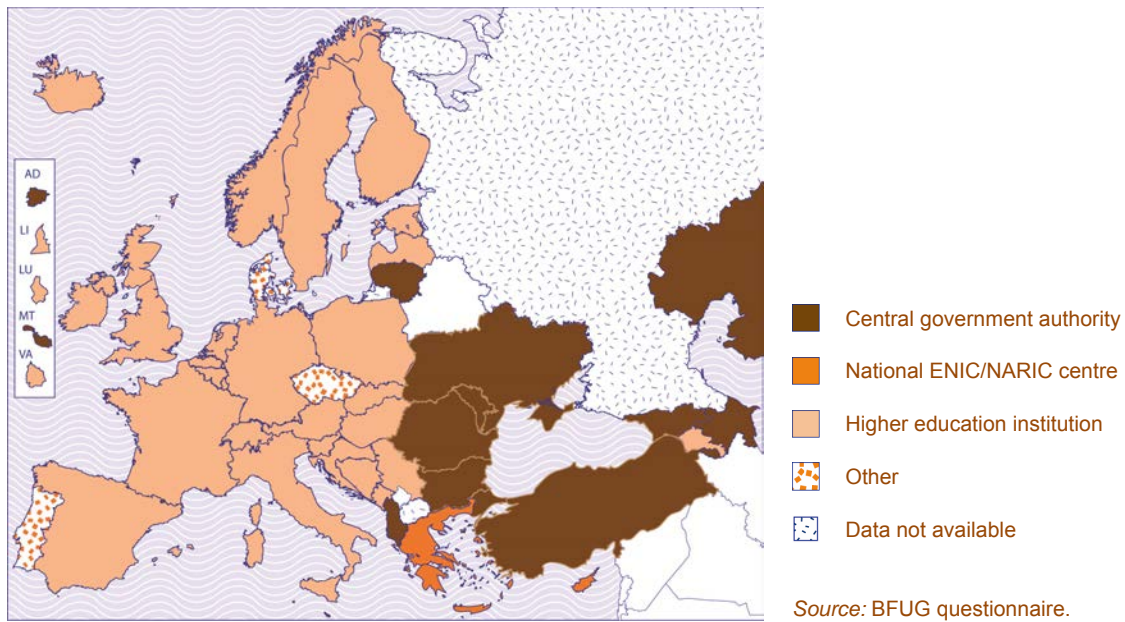 AD
LI
LU
MT
VA
Central government authority
National ENIC/NARIC centre
Higher education institution
Other
Data not available
Source: BFUG questionnaire.